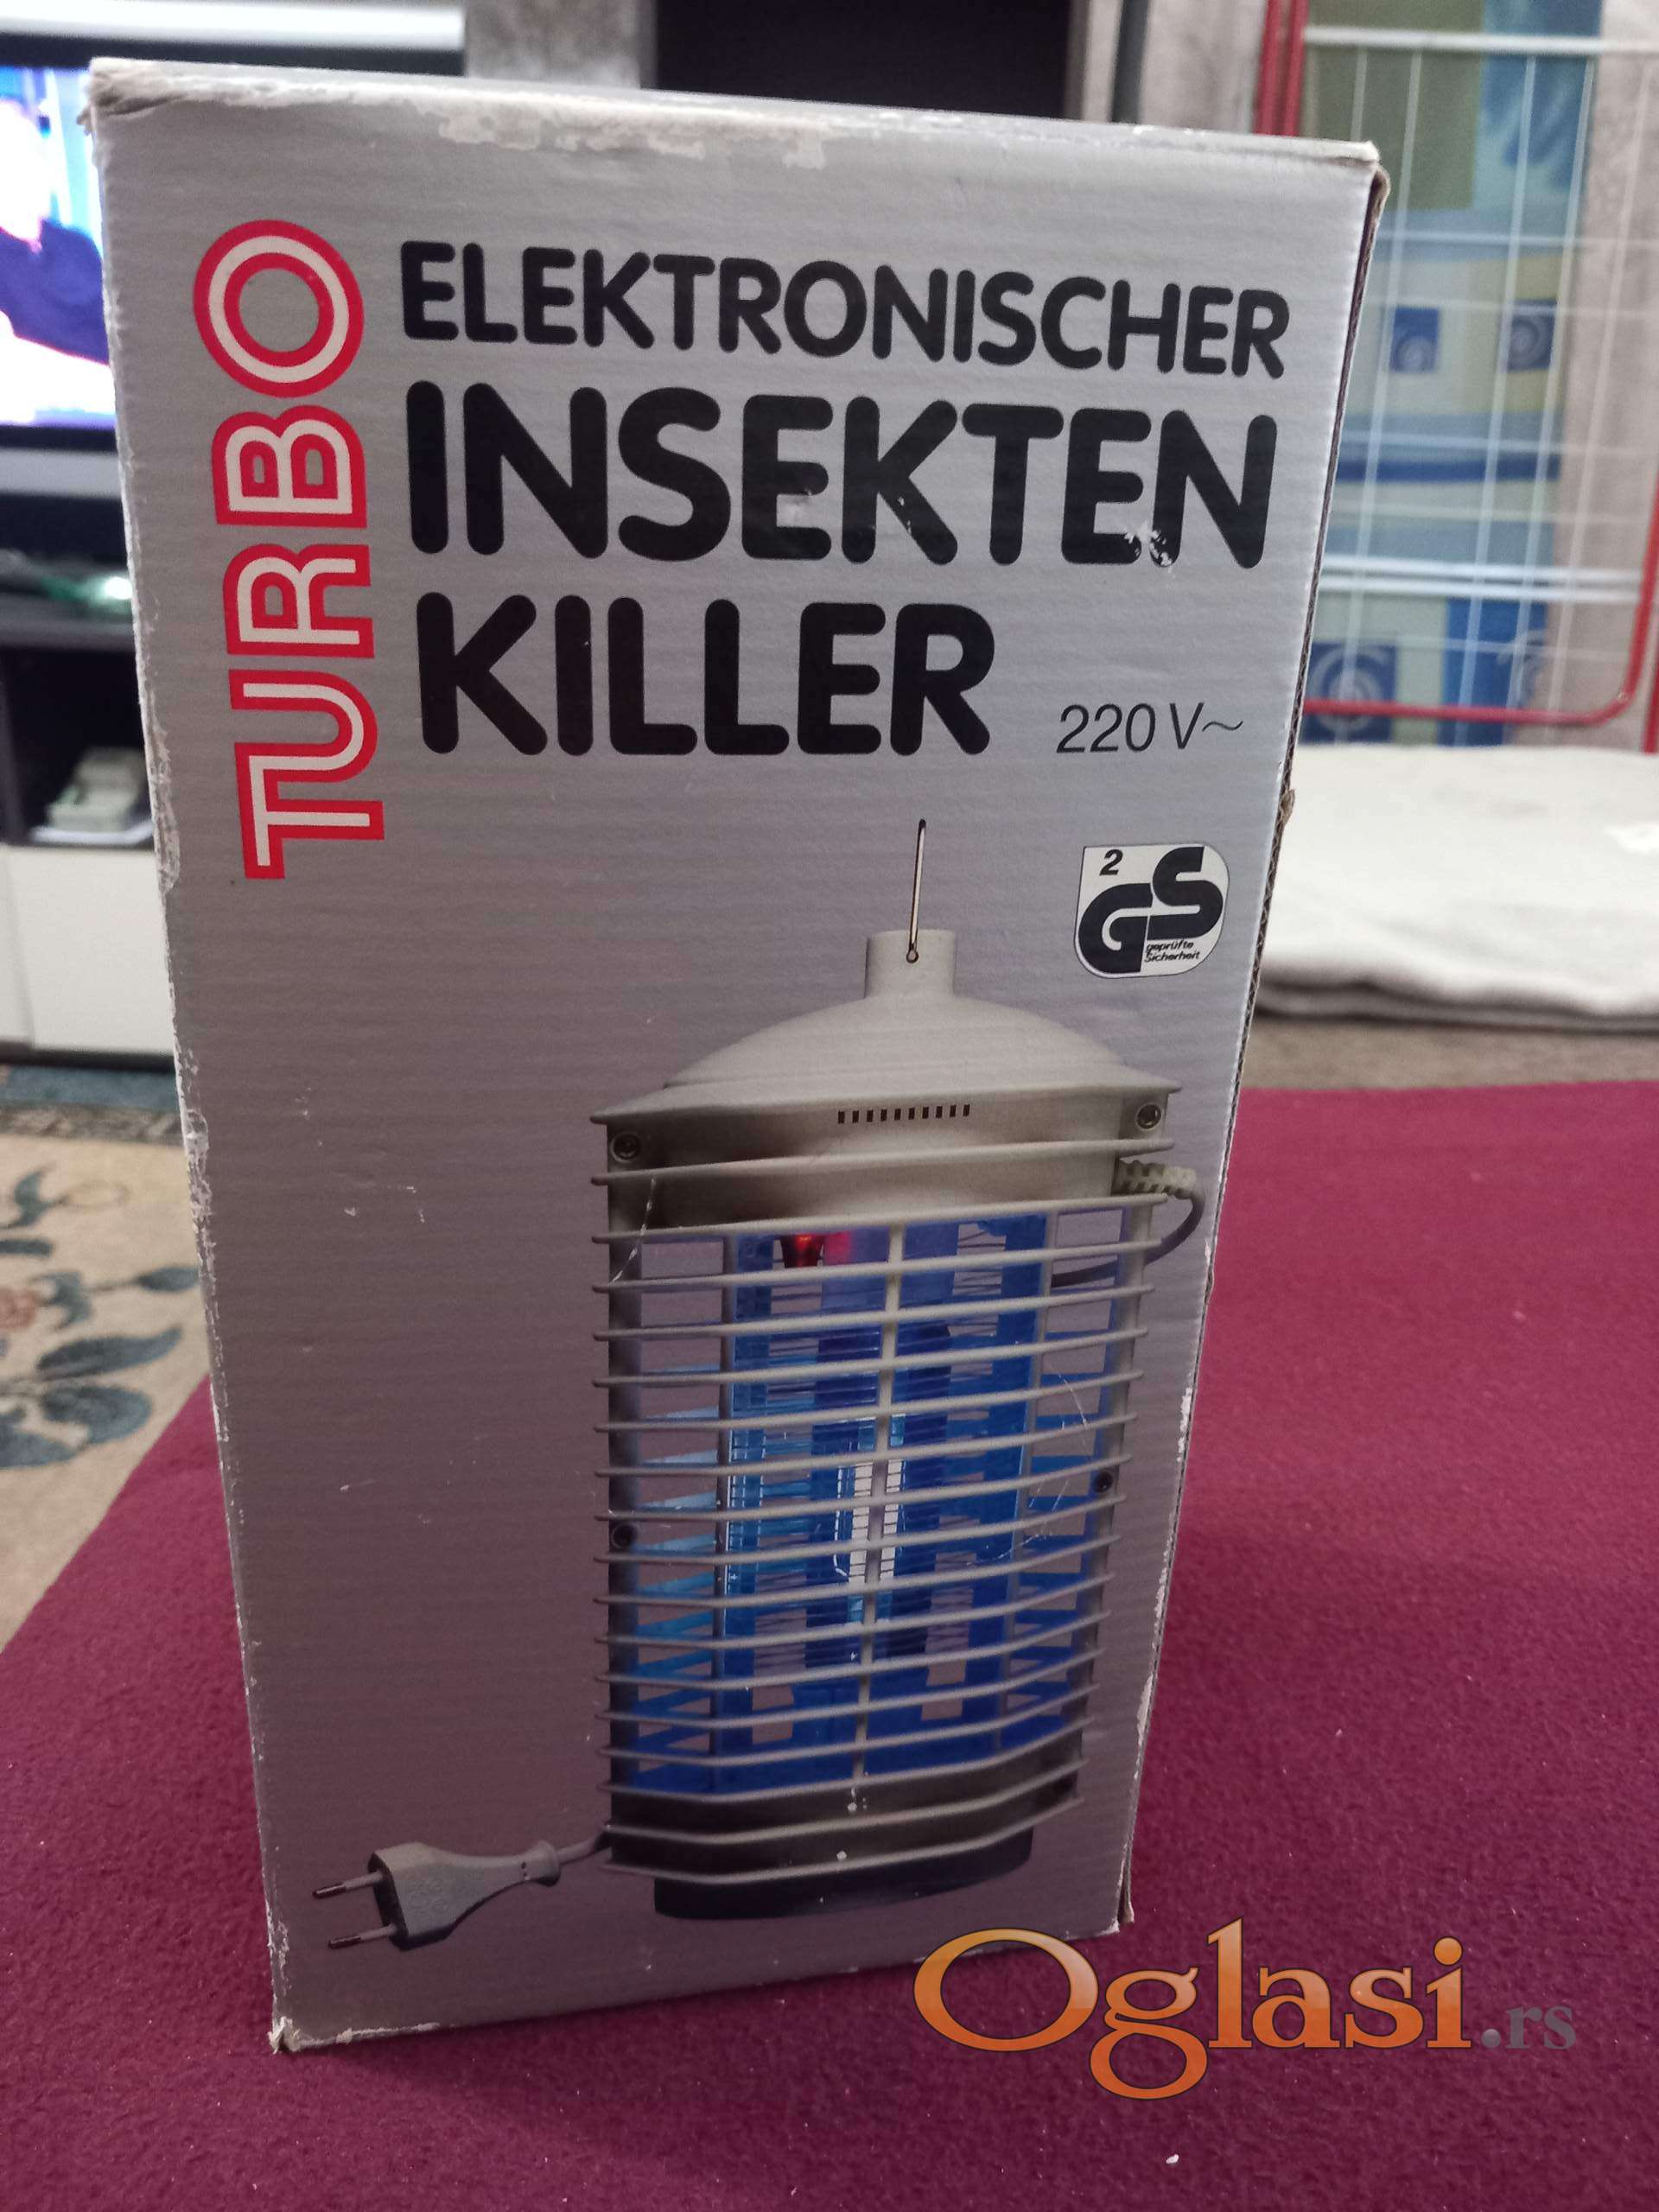 TURBO
ELEKTRONISCHER
INSEKTEN
KILLER
220 V~
2
GS
geprüfte
Sicherheit
Oglasi.rs